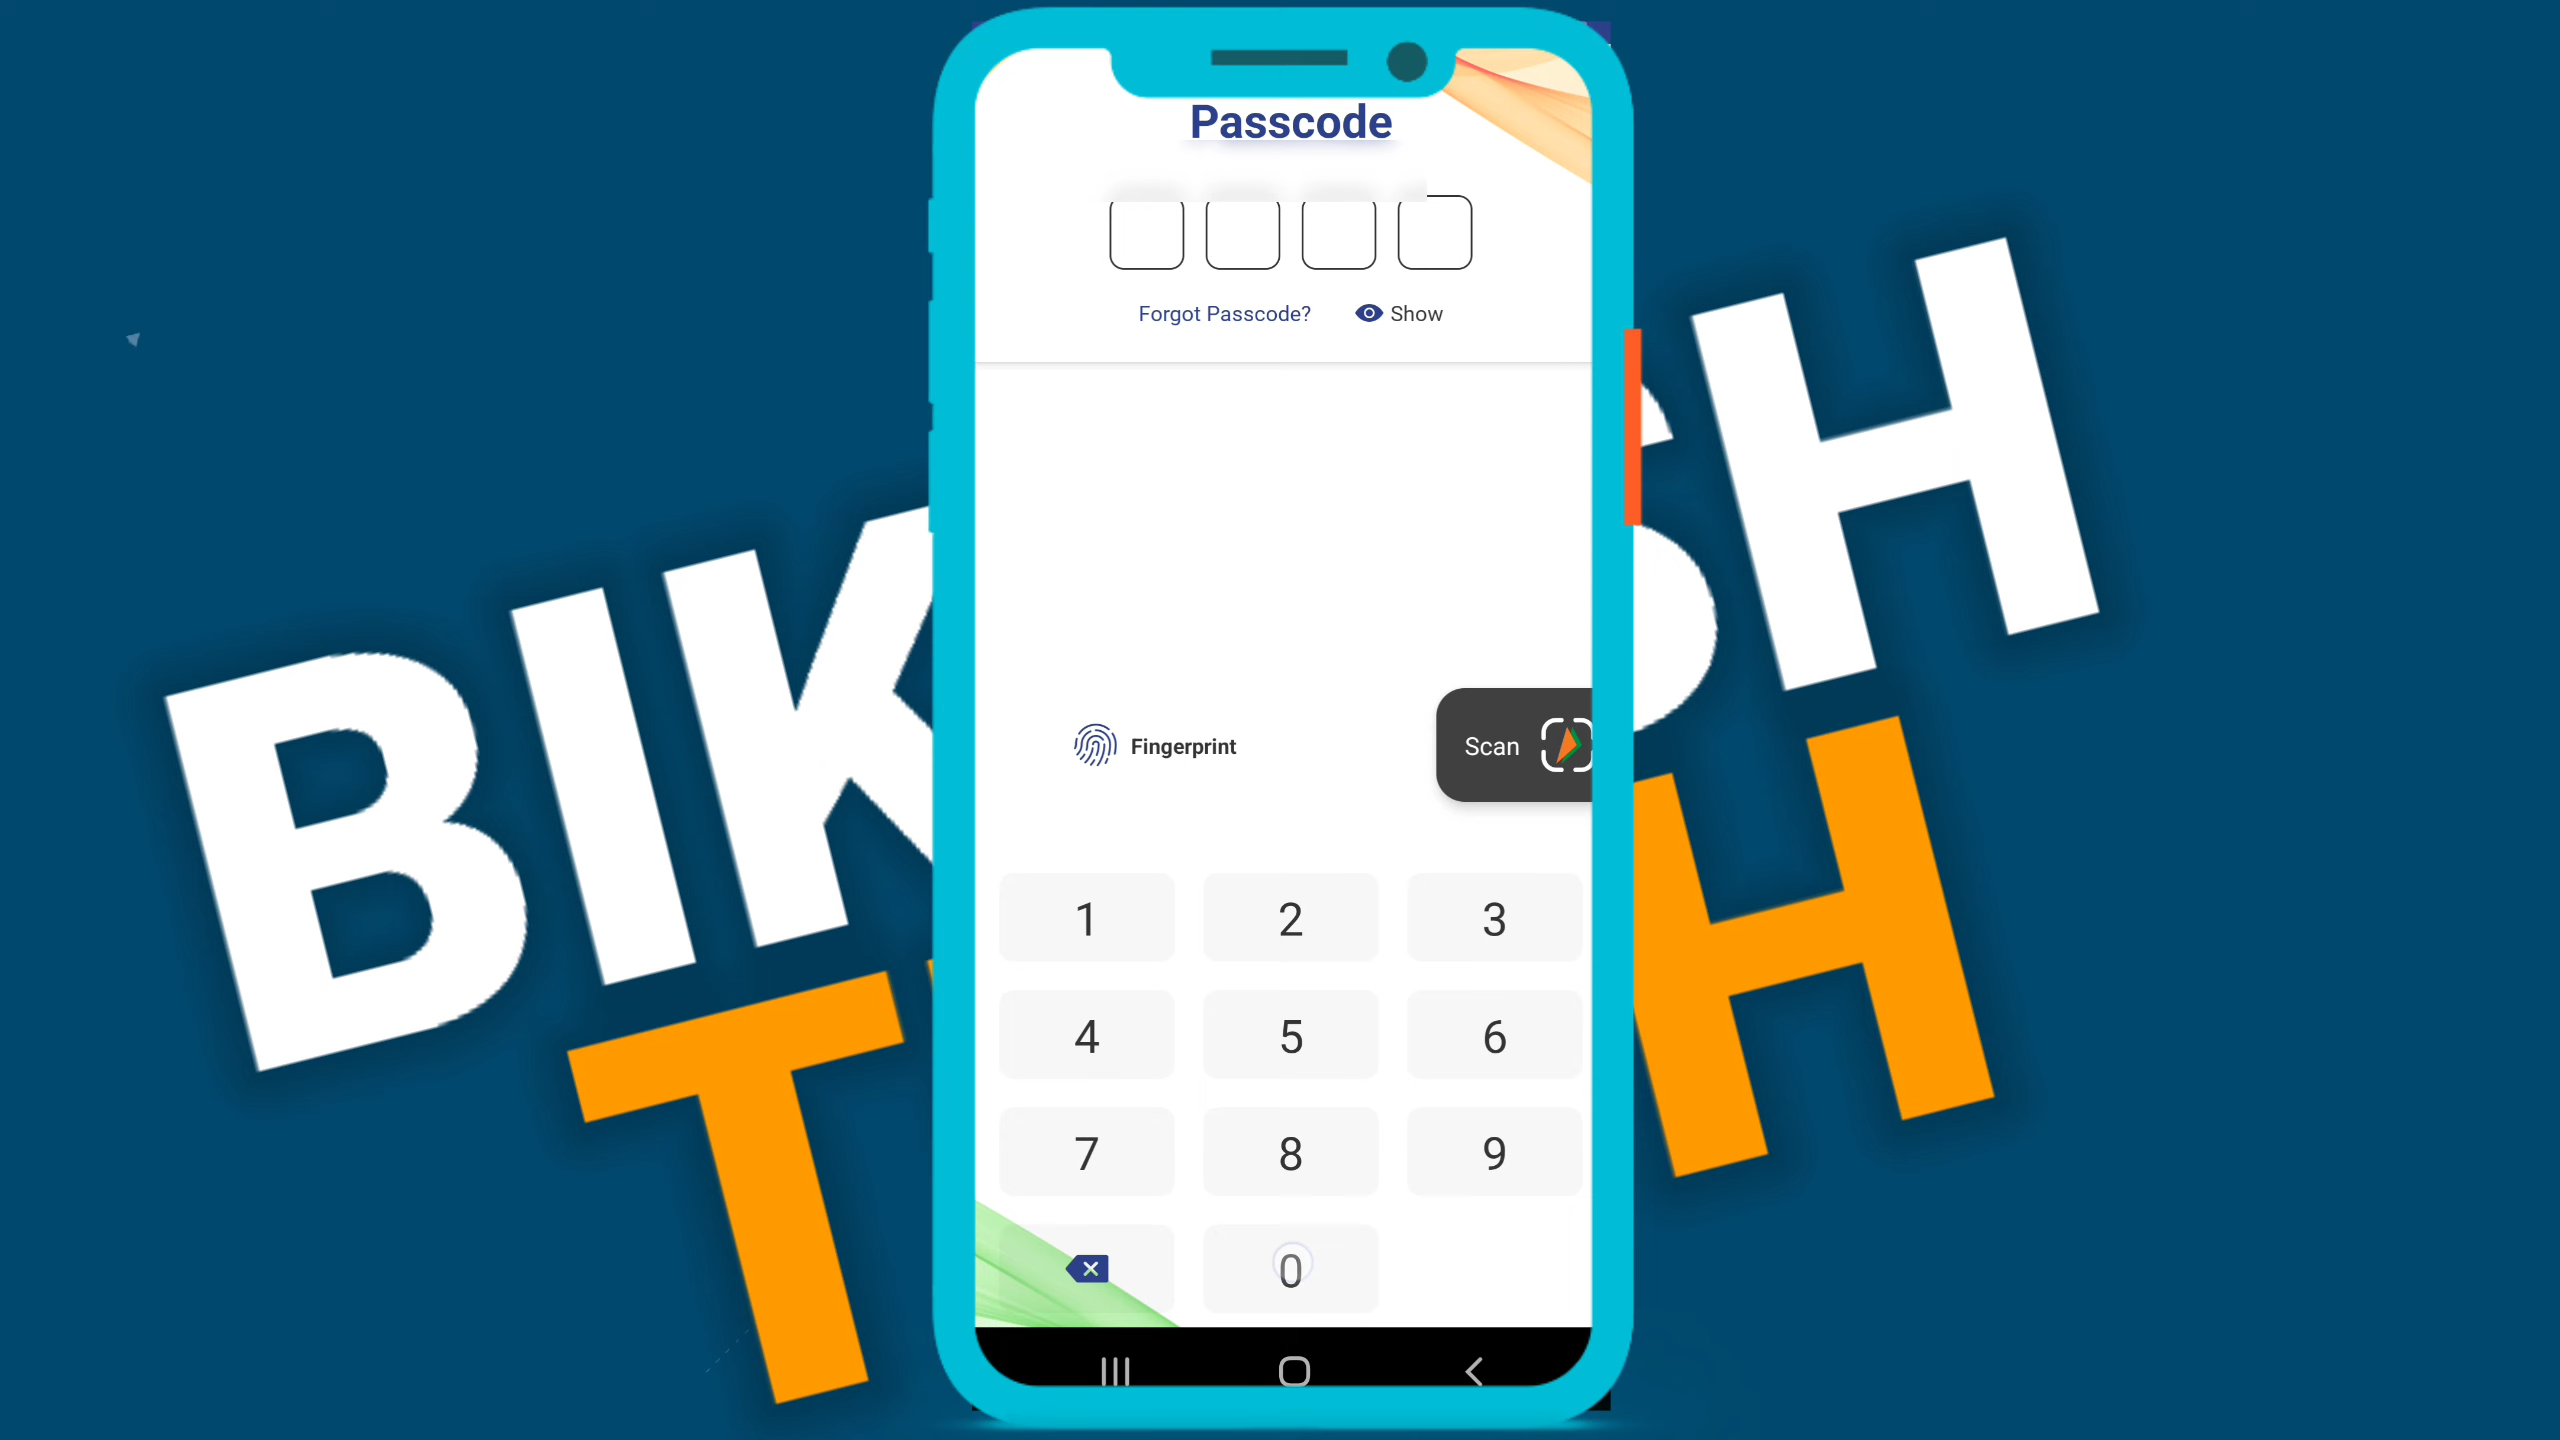 Passcode
Forgot Passcode? Show
Fingerprint
Scan
1 2 3
4 5 6
7 8 9
0